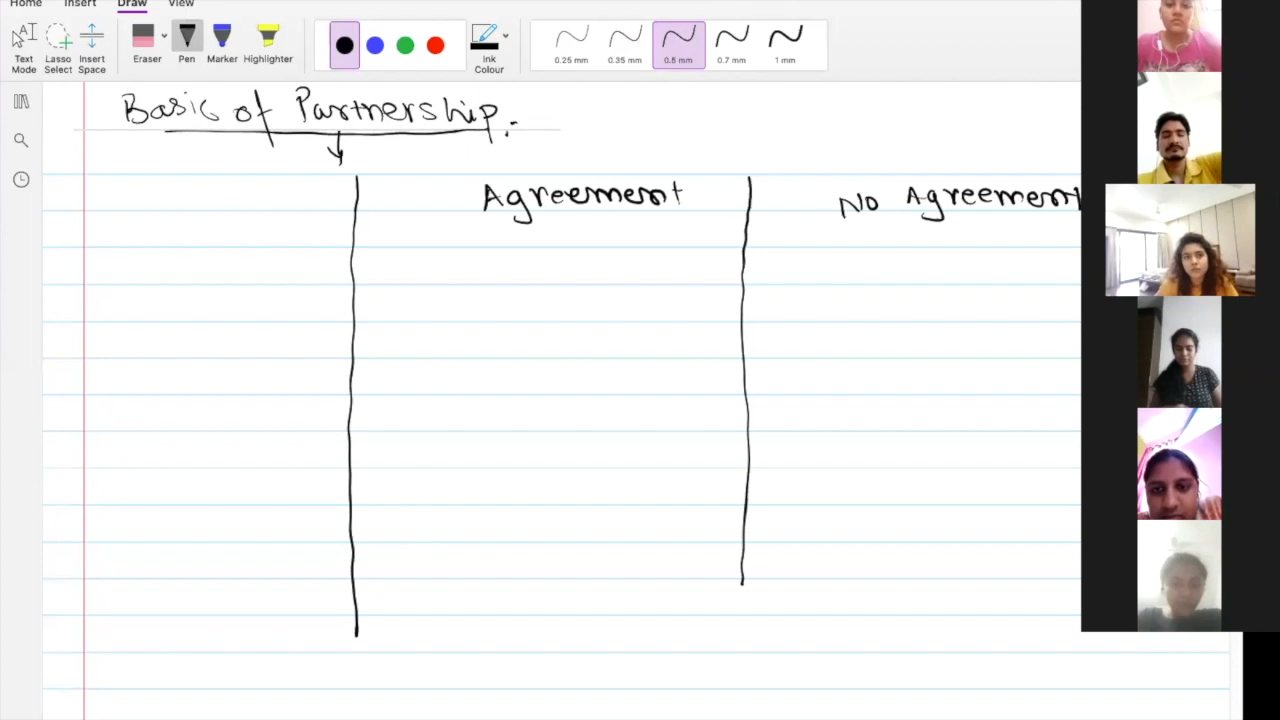 Home Insert Draw View
Text Mode Lasso Select Insert Space Eraser Pen Marker Highlighter Ink Colour 0.25 mm 0.35 mm 0.5 mm 0.7 mm 1 mm
Basic of Partnership :-
Agreement No Agreement